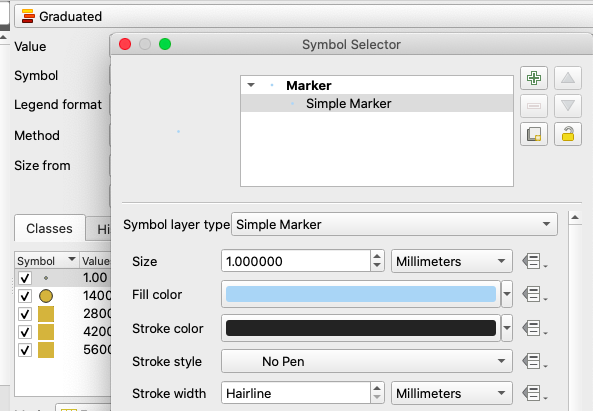 Graduated
Value
Symbol
Legend format
Method
Size from
Classes
Symbol
1.00
1400
2800
4200
5600
Symbol Selector
Marker
Simple Marker
Symbol layer type Simple Marker
Size 1.000000 Millimeters
Fill color
Stroke color
Stroke style No Pen
Stroke width Hairline Millimeters